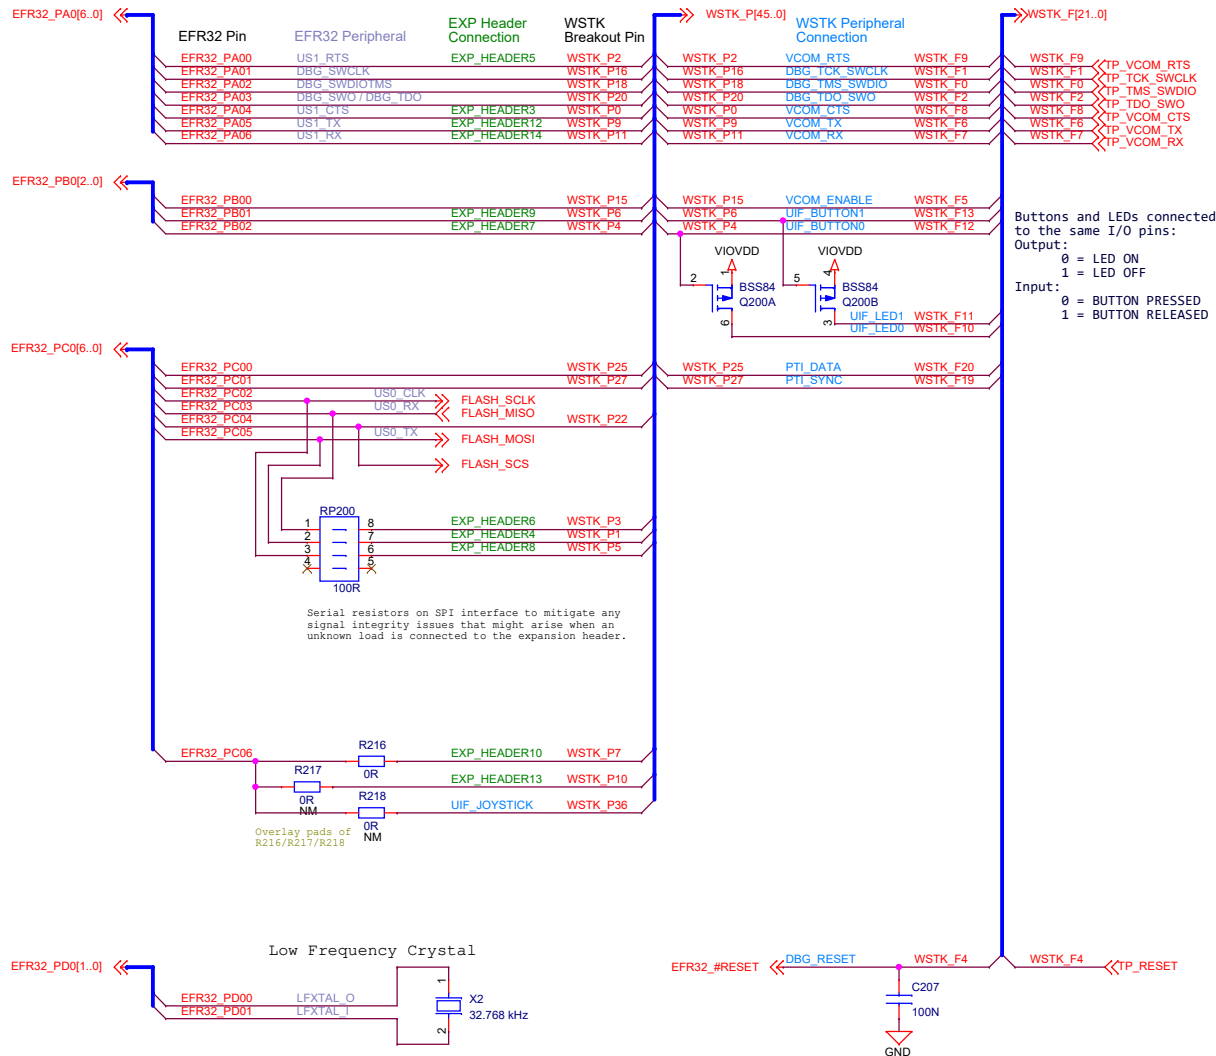 EFR32_PA0[6..0]
WSTK_P[45..0]
WSTK_F[21..0]
EFR32 Pin
EFR32 Peripheral
EXP Header
Connection
WSTK
Breakout Pin
WSTK Peripheral
Connection
EFR32_PA00 US1_RTS EXP_HEADER5 WSTK_P2 WSTK_P2 VCOM_RTS WSTK_F9 WSTK_F9 TP_VCOM_RTS
EFR32_PA01 DBG_SWCLK WSTK_P16 WSTK_P16 DBG_TCK_SWCLK WSTK_F1 WSTK_F1 TP_TCK_SWCLK
EFR32_PA02 DBG_SWDIOTMS WSTK_P18 WSTK_P18 DBG_TMS_SWDIO WSTK_F0 WSTK_F0 TP_TMS_SWDIO
EFR32_PA03 DBG_SWO / DBG_TDO WSTK_P20 WSTK_P20 DBG_TDO_SWO WSTK_F2 WSTK_F2 TP_TDO_SWO
EFR32_PA04 US1_CTS EXP_HEADER3 WSTK_P0 WSTK_P0 VCOM_CTS WSTK_F8 WSTK_F8 TP_VCOM_CTS
EFR32_PA05 US1_TX EXP_HEADER12 WSTK_P9 WSTK_P9 VCOM_TX WSTK_F6 WSTK_F6 TP_VCOM_TX
EFR32_PA06 US1_RX EXP_HEADER14 WSTK_P11 WSTK_P11 VCOM_RX WSTK_F7 WSTK_F7 TP_VCOM_RX
EFR32_PB0[2..0]
EFR32_PB00 WSTK_P15 WSTK_P15 VCOM_ENABLE WSTK_F5
EFR32_PB01 EXP_HEADER9 WSTK_P6 WSTK_P6 UIF_BUTTON1 WSTK_F13
EFR32_PB02 EXP_HEADER7 WSTK_P4 WSTK_P4 UIF_BUTTON0 WSTK_F12
Buttons and LEDs connected
to the same I/O pins:
Output:
0 = LED ON
1 = LED OFF
Input:
0 = BUTTON PRESSED
1 = BUTTON RELEASED
VIOVDD VIOVDD
1 4
2 BSS84 5 BSS84
Q200A Q200B
6 3
UIF_LED1 WSTK_F11
UIF_LED0 WSTK_F10
EFR32_PC0[6..0]
EFR32_PC00 WSTK_P25 WSTK_P25 PTI_DATA WSTK_F20
EFR32_PC01 WSTK_P27 WSTK_P27 PTI_SYNC WSTK_F19
EFR32_PC02 US0_CLK FLASH_SCLK
EFR32_PC03 US0_RX FLASH_MISO
EFR32_PC04 WSTK_P22
EFR32_PC05 US0_TX FLASH_MOSI
FLASH_SCS
RP200
1 8 EXP_HEADER6 WSTK_P3
2 7 EXP_HEADER4 WSTK_P1
3 6 EXP_HEADER8 WSTK_P5
4 5
100R
Serial resistors on SPI interface to mitigate any
signal integrity issues that might arise when an
unknown load is connected to the expansion header.
R216
EFR32_PC06 EXP_HEADER10 WSTK_P7
0R
R217
EXP_HEADER13 WSTK_P10
0R
NM
R218
UIF_JOYSTICK WSTK_P36
0R
NM
Overlay pads of
R216/R217/R218
Low Frequency Crystal
EFR32_PD0[1..0]
EFR32_PD00 LFXTAL_O
EFR32_PD01 LFXTAL_I
1
X2
32.768 kHz
2
EFR32_#RESET DBG_RESET WSTK_F4 WSTK_F4 TP_RESET
C207
100N
GND